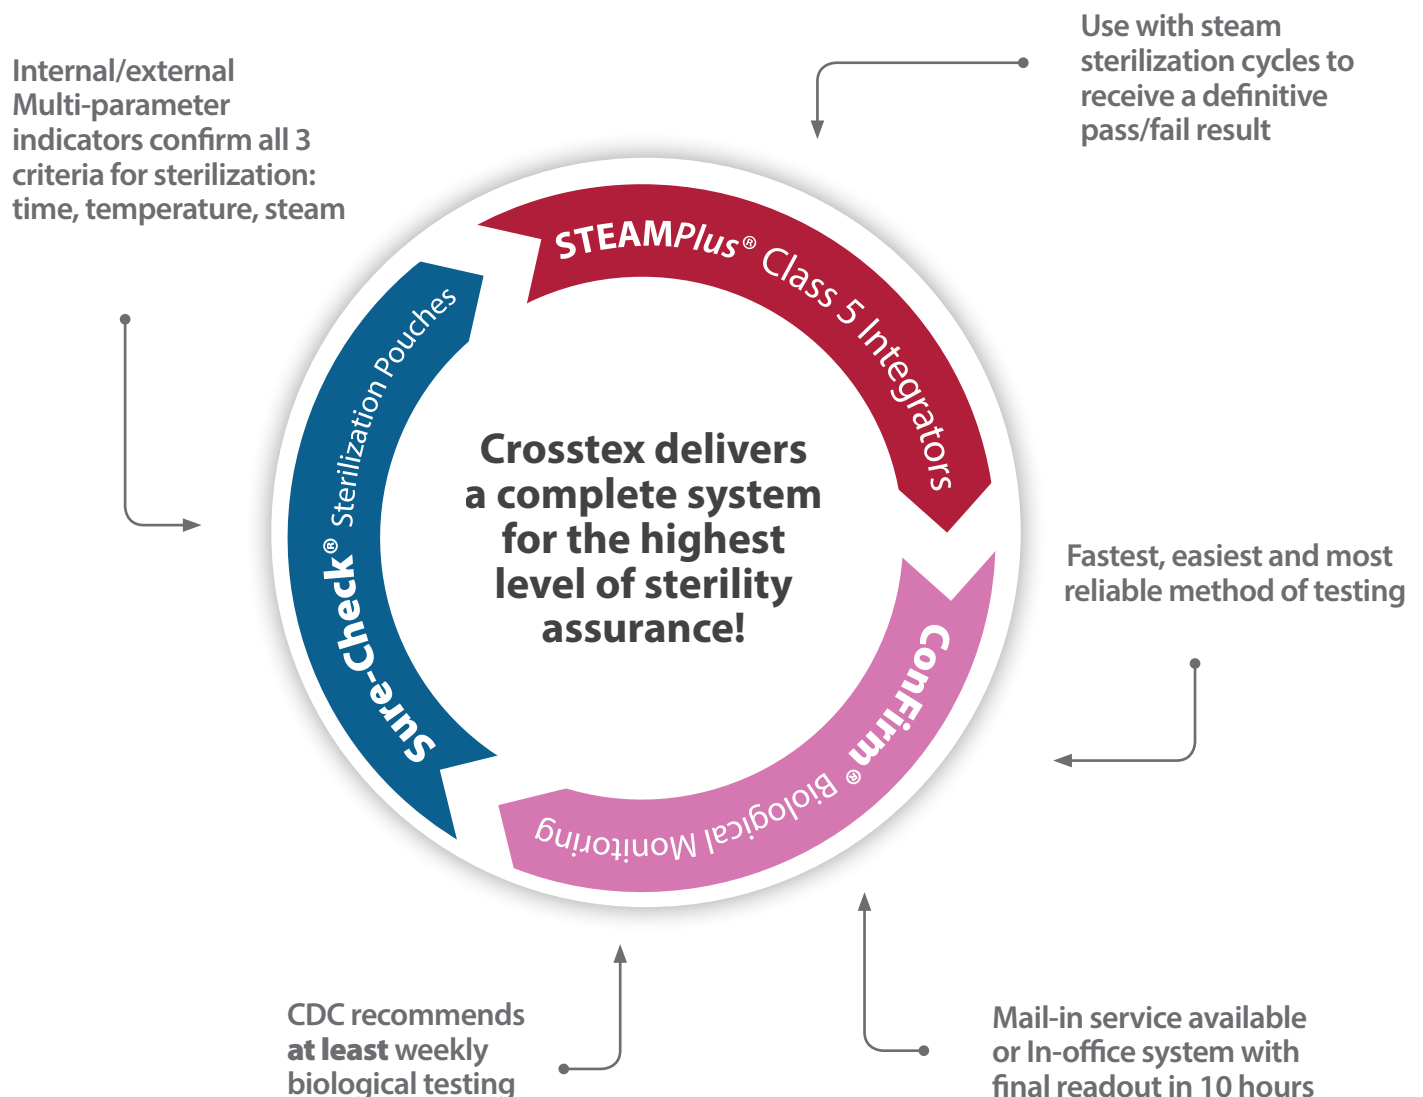 Internal/external
Multi-parameter
indicators confirm all 3
criteria for sterilization:
time, temperature, steam
Use with steam
sterilization cycles to
receive a definitive
pass/fail result
STEAMPlus® Class 5 Integrators
Sure-Check® Sterilization Pouches
Crosstex delivers
a complete system
for the highest
level of sterility
assurance!
Fastest, easiest and most
reliable method of testing
ConFirm® Biological Monitoring
CDC recommends
at least weekly
biological testing
Mail-in service available
or In-office system with
final readout in 10 hours